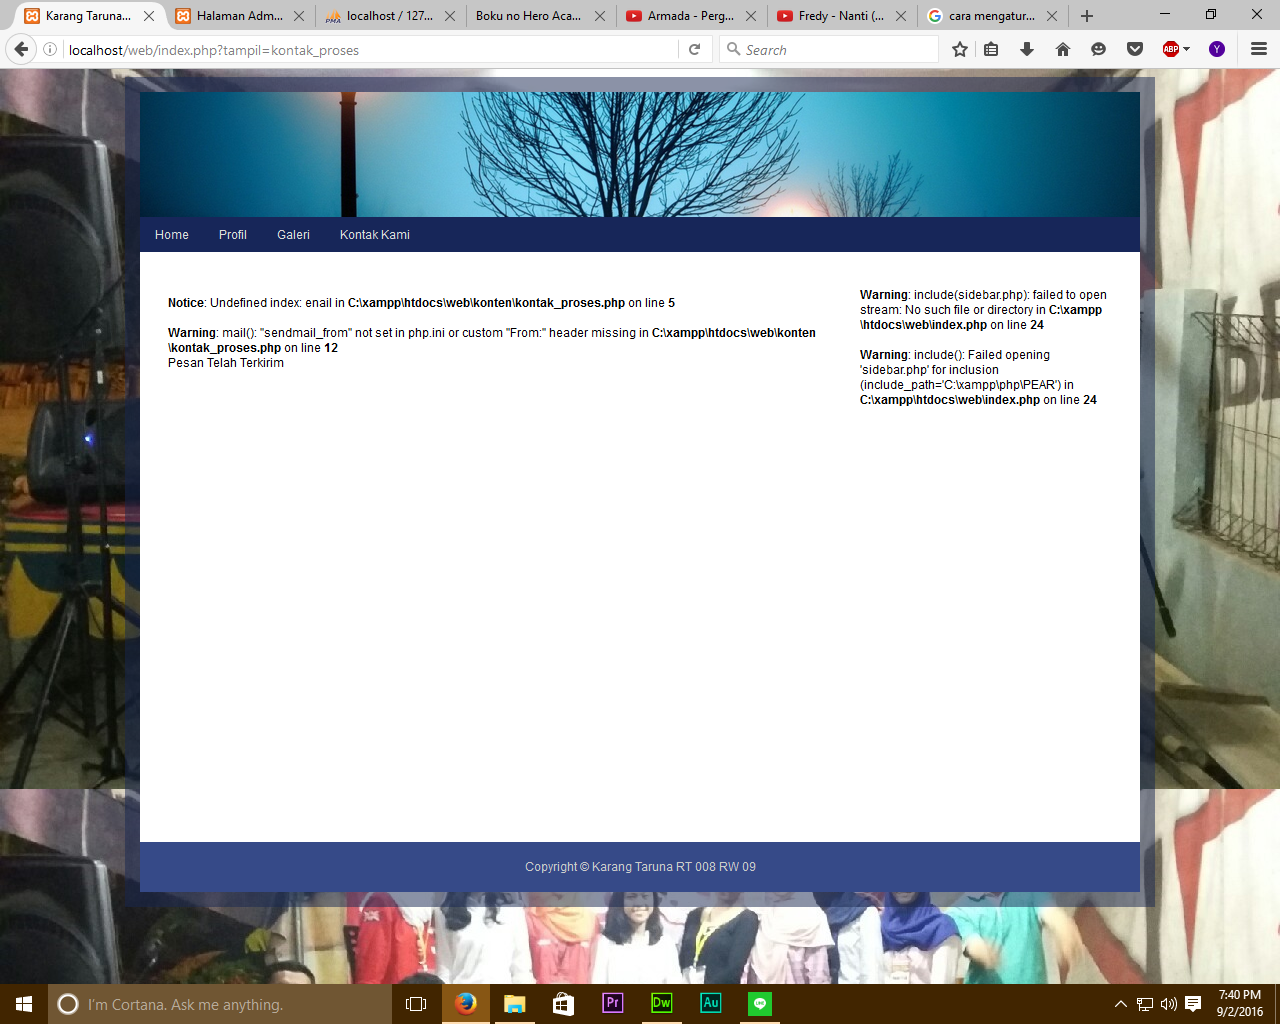 Karang Taruna...
Halaman Adm...
localhost / 127...
Boku no Hero Aca...
Armada - Perg...
Fredy - Nanti (...
cara mengatur...
localhost/web/index.php?tampil=kontak_proses
Search
ABP
Y
Home
Profil
Galeri
Kontak Kami
Notice: Undefined index: enail in C:\xampp\htdocs\web\konten\kontak_proses.php on line 5
Warning: mail(): "sendmail_from" not set in php.ini or custom "From:" header missing in C:\xampp\htdocs\web\konten
\kontak_proses.php on line 12
Pesan Telah Terkirim
Warning: include(sidebar.php): failed to open
stream: No such file or directory in C:\xampp
\htdocs\web\index.php on line 24
Warning: include(): Failed opening
'sidebar.php' for inclusion
(include_path='C:\xampp\php\PEAR') in
C:\xampp\htdocs\web\index.php on line 24
Copyright © Karang Taruna RT 008 RW 09
I'm Cortana. Ask me anything.
Pr
Dw
Au
LINE
7:40 PM
9/2/2016